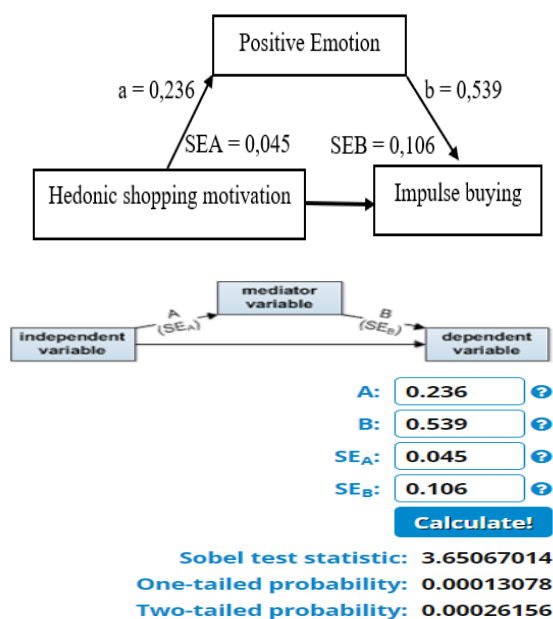 Positive Emotion
a = 0,236
b = 0,539
SEA = 0,045
SEB = 0,106
Hedonic shopping motivation
Impulse buying
mediator
variable
A
(SEA)
B
(SEB)
independent
variable
dependent
variable
A: 0.236 ?
B: 0.539 ?
SEA: 0.045 ?
SEB: 0.106 ?
Calculate!
Sobel test statistic: 3.65067014
One-tailed probability: 0.00013078
Two-tailed probability: 0.00026156